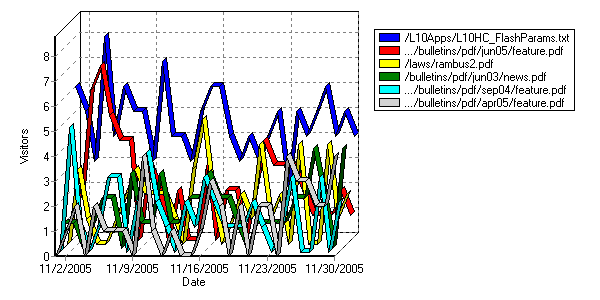 /L10Apps/L10HC_FlashParams.txt
.../bulletins/pdf/jun05/feature.pdf
/laws/rambus2.pdf
/bulletins/pdf/jun03/news.pdf
.../bulletins/pdf/sep04/feature.pdf
.../bulletins/pdf/apr05/feature.pdf
8
7
6
5
4
3
2
1
0
Visitors
11/2/2005 11/9/2005 11/16/2005 11/23/2005 11/30/2005
Date